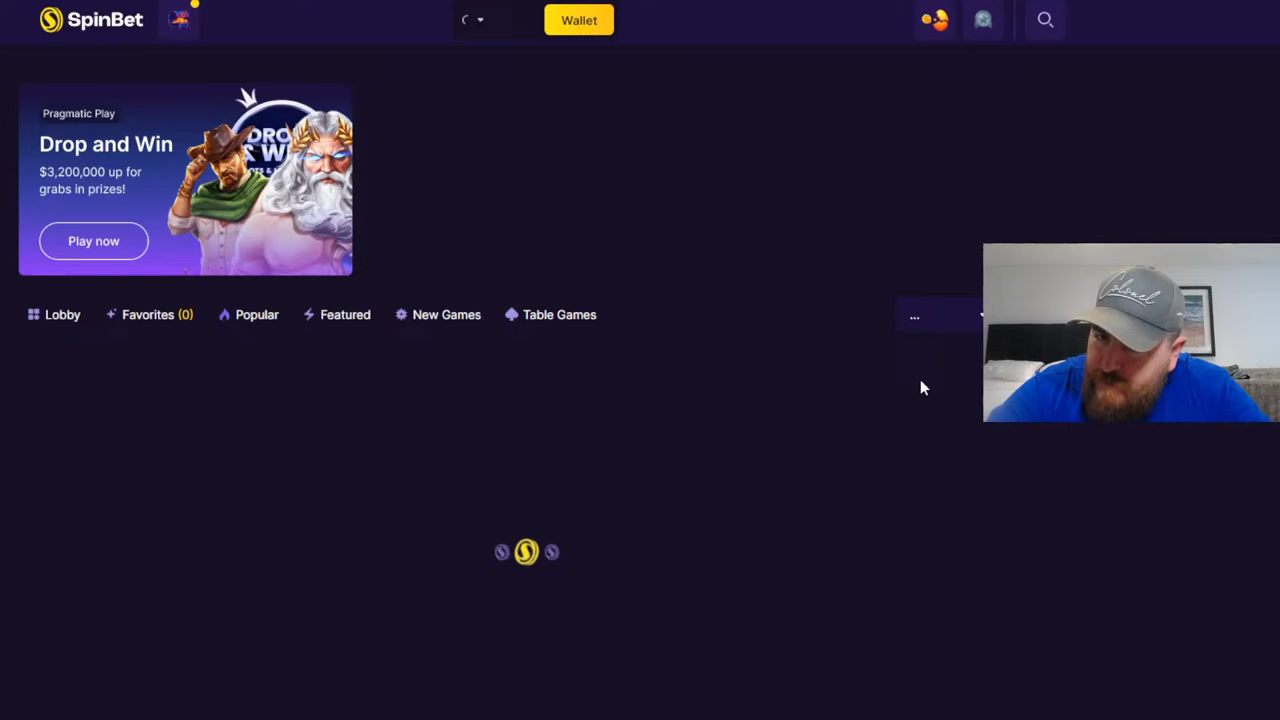 SpinBet
Wallet
Pragmatic Play
Drop and Win
$3,200,000 up for
grabs in prizes!
Play now
Lobby
Favorites (0)
Popular
Featured
New Games
Table Games
...
Colonel